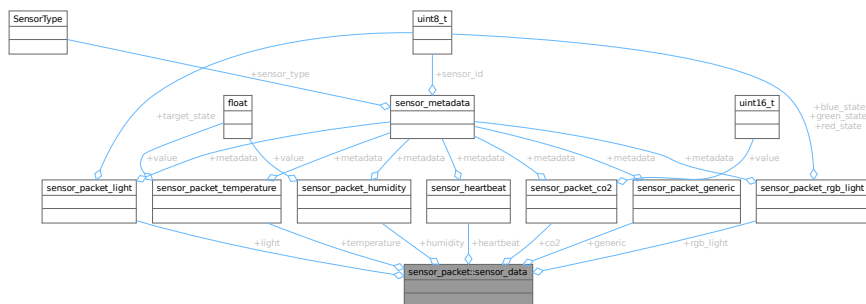 SensorType
uint8_t
+sensor_type
+sensor_id
float
sensor_metadata
uint16_t
+target_state
+blue_state
+green_state
+red_state
+value
+metadata
+metadata
+value
+metadata
+metadata
+metadata
+metadata
+value
+metadata
sensor_packet_light
sensor_packet_temperature
sensor_packet_humidity
sensor_heartbeat
sensor_packet_co2
sensor_packet_generic
sensor_packet_rgb_light
+light
+temperature
+humidity
+heartbeat
+co2
+generic
+rgb_light
sensor_packet::sensor_data